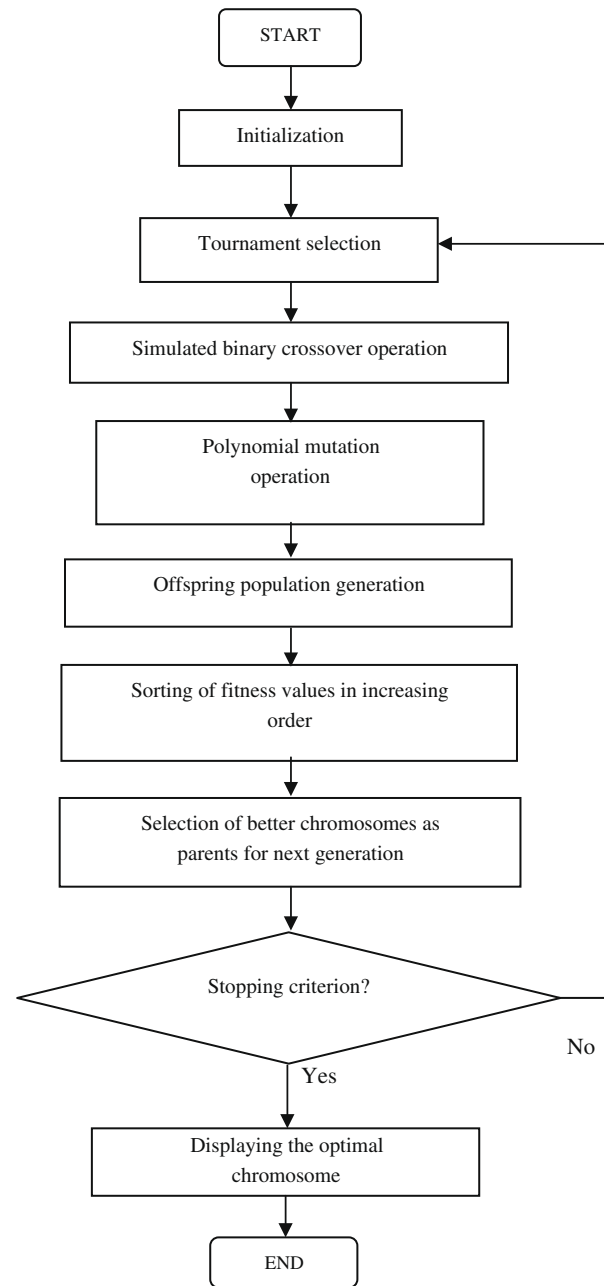 START
Initialization
Tournament selection
Simulated binary crossover operation
Polynomial mutation
operation
Offspring population generation
Sorting of fitness values in increasing
order
Selection of better chromosomes as
parents for next generation
Stopping criterion?
No
Yes
Displaying the optimal
chromosome
END